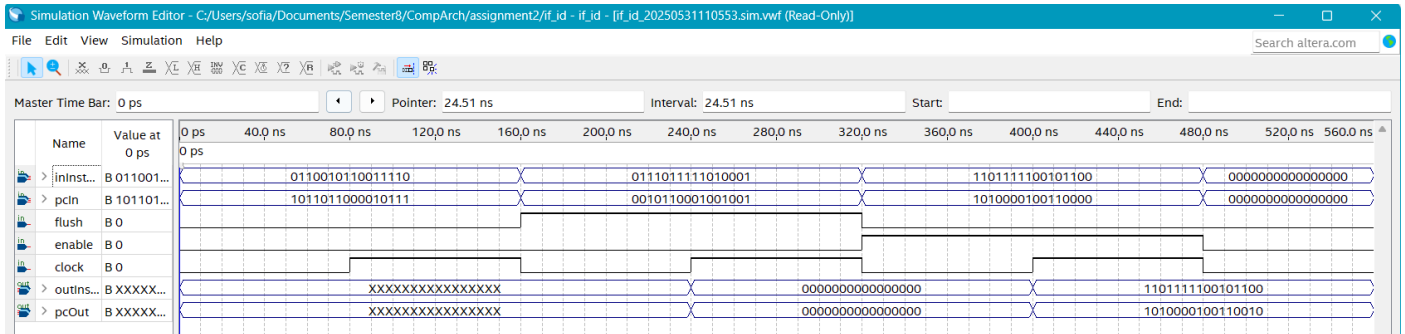 Simulation Waveform Editor - C:/Users/sofia/Documents/Semester8/CompArch/assignment2/if_id - if_id - [if_id_20250531110553.sim.vwf (Read-Only)]
File Edit View Simulation Help
Search altera.com
Master Time Bar: 0 ps Pointer: 24.51 ns Interval: 24.51 ns Start: End:
Name Value at 0 ps 0 ps 40.0 ns 80.0 ns 120.0 ns 160.0 ns 200.0 ns 240.0 ns 280.0 ns 320.0 ns 360.0 ns 400.0 ns 440.0 ns 480.0 ns 520.0 ns 560.0 ns
0 ps
inInst... B 011001... 0110010110011110 0111011111010001 1101111100101100 0000000000000000
pcIn B 101101... 1011011000010111 0010110001001001 1010000100110000 0000000000000000
flush B 0
enable B 0
clock B 0
outIns... B XXXXX... XXXXXXXXXXXXXXXX 0000000000000000 1101111100101100
pcOut B XXXXX... XXXXXXXXXXXXXXXX 0000000000000000 1010000100110010